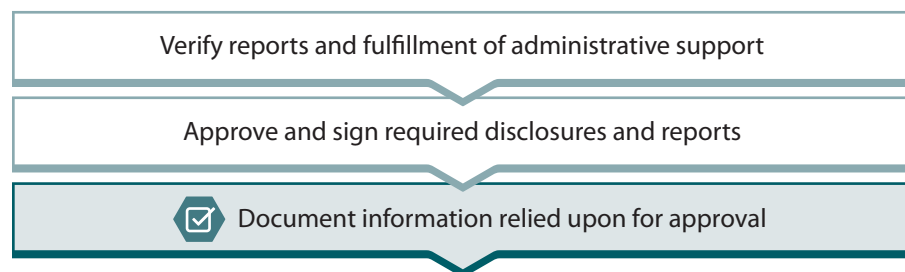 Verify reports and fulfillment of administrative support
Approve and sign required disclosures and reports
Document information relied upon for approval